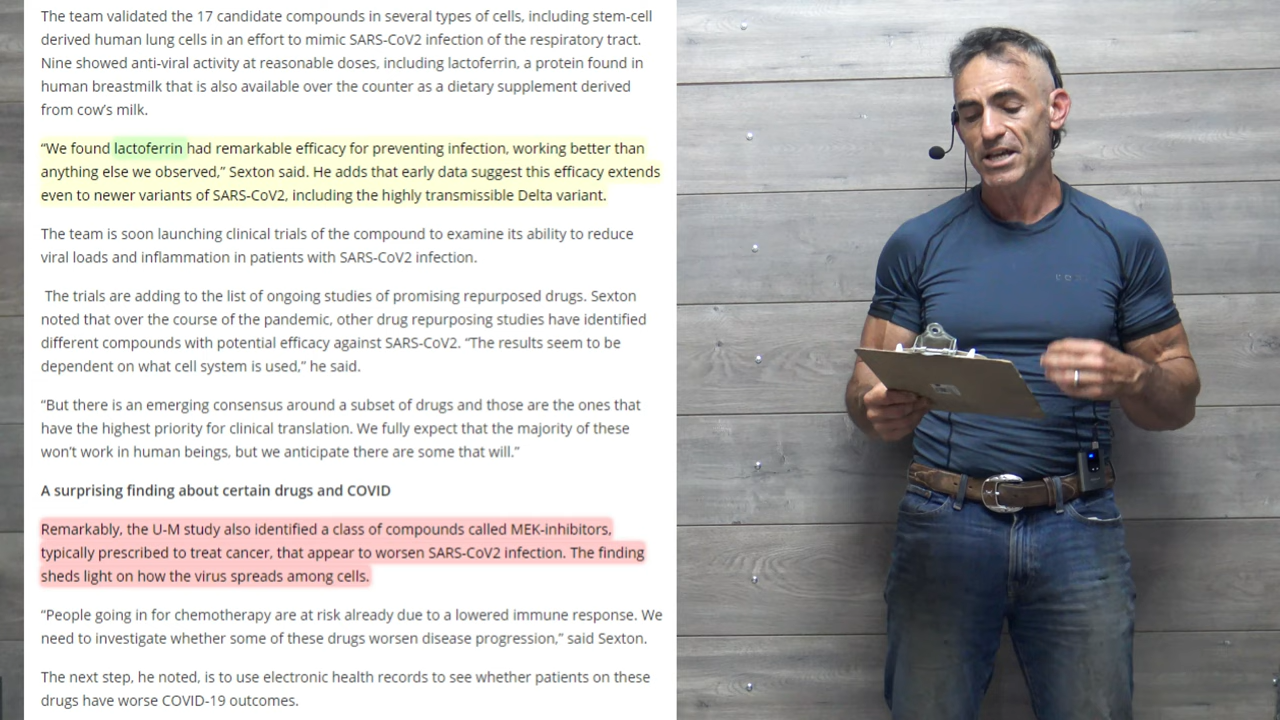 The team validated the 17 candidate compounds in several types of cells, including stem-cell
derived human lung cells in an effort to mimic SARS-CoV2 infection of the respiratory tract.
Nine showed anti-viral activity at reasonable doses, including lactoferrin, a protein found in
human breastmilk that is also available over the counter as a dietary supplement derived
from cow’s milk.
“We found lactoferrin had remarkable efficacy for preventing infection, working better than
anything else we observed,” Sexton said. He adds that early data suggest this efficacy extends
even to newer variants of SARS-CoV2, including the highly transmissible Delta variant.
The team is soon launching clinical trials of the compound to examine its ability to reduce
viral loads and inflammation in patients with SARS-CoV2 infection.
The trials are adding to the list of ongoing studies of promising repurposed drugs. Sexton
noted that over the course of the pandemic, other drug repurposing studies have identified
different compounds with potential efficacy against SARS-CoV2. “The results seem to be
dependent on what cell system is used,” he said.
“But there is an emerging consensus around a subset of drugs and those are the ones that
have the highest priority for clinical translation. We fully expect that the majority of these
won’t work in human beings, but we anticipate there are some that will.”
A surprising finding about certain drugs and COVID
Remarkably, the U-M study also identified a class of compounds called MEK-inhibitors,
typically prescribed to treat cancer, that appear to worsen SARS-CoV2 infection. The finding
sheds light on how the virus spreads among cells.
“People going in for chemotherapy are at risk already due to a lowered immune response. We
need to investigate whether some of these drugs worsen disease progression,” said Sexton.
The next step, he noted, is to use electronic health records to see whether patients on these
drugs have worse COVID-19 outcomes.